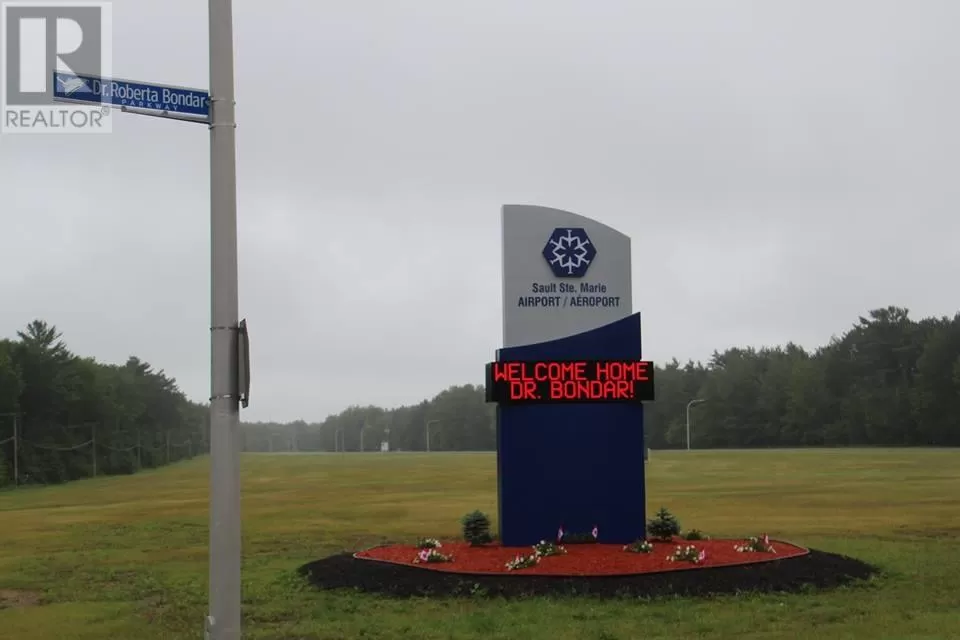 R
REALTOR®
Dr. Roberta Bondar
PARKWAY
Sault Ste. Marie
AIRPORT / AÉROPORT
WELCOME HOME
DR. BONDAR!